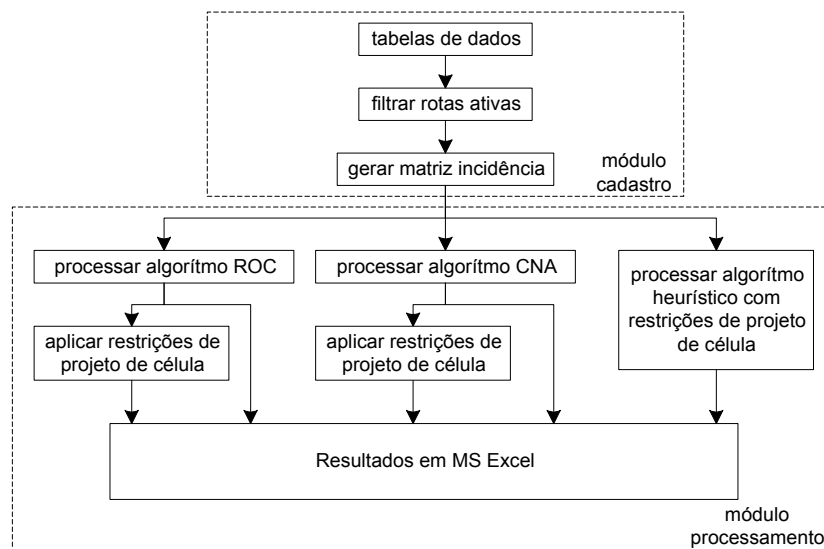 tabelas de dados
filtrar rotas ativas
gerar matriz incidência
módulo
cadastro
processar algorítmo ROC
processar algorítmo CNA
processar algorítmo
heurístico com
restrições de projeto
de célula
aplicar restrições de
projeto de célula
aplicar restrições de
projeto de célula
Resultados em MS Excel
módulo
processamento